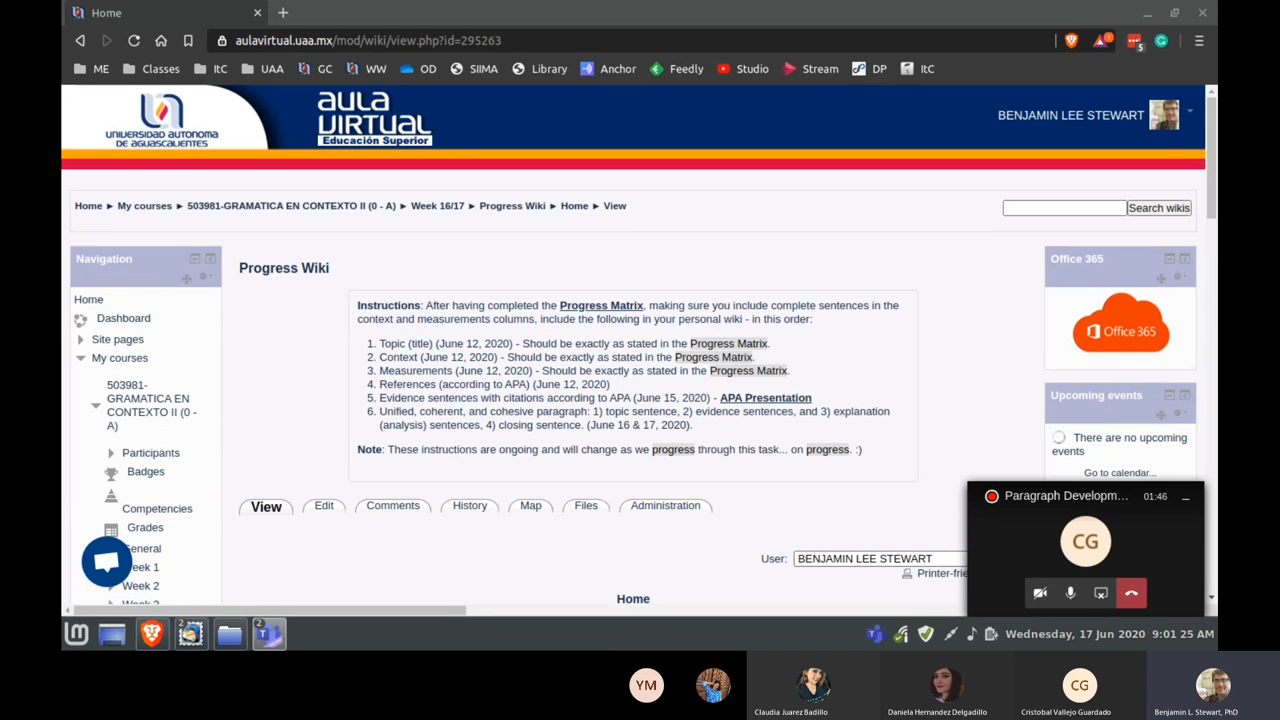 Home
aulavirtual.uaa.mx/mod/wiki/view.php?id=295263
5
ME Classes ItC UAA GC WW OD SIIMA Library Anchor Feedly Studio Stream DP ItC
UNIVERSIDAD AUTONOMA
DE AGUASCALIENTES
AULA
VIRTUAL
Educación Superior
BENJAMIN LEE STEWART
Home ► My courses ► 503981-GRAMATICA EN CONTEXTO II (0 - A) ► Week 16/17 ► Progress Wiki ► Home ► View
Search wikis
Navigation
Home
Dashboard
Site pages
My courses
503981-
GRAMATICA EN
CONTEXTO II (0 -
A)
Participants
Badges
Competencies
Grades
General
Week 1
Week 2
Progress Wiki
Instructions: After having completed the Progress Matrix, making sure you include complete sentences in the
context and measurements columns, include the following in your personal wiki - in this order:
1. Topic (title) (June 12, 2020) - Should be exactly as stated in the Progress Matrix.
2. Context (June 12, 2020) - Should be exactly as stated in the Progress Matrix.
3. Measurements (June 12, 2020) - Should be exactly as stated in the Progress Matrix.
4. References (according to APA) (June 12, 2020)
5. Evidence sentences with citations according to APA (June 15, 2020) - APA Presentation
6. Unified, coherent, and cohesive paragraph: 1) topic sentence, 2) evidence sentences, and 3) explanation
(analysis) sentences, 4) closing sentence. (June 16 & 17, 2020).
Note: These instructions are ongoing and will change as we progress through this task... on progress. :)
View Edit Comments History Map Files Administration
User: BENJAMIN LEE STEWART
Printer-frie
Home
Office 365
Office 365
Upcoming events
There are no upcoming
events
Go to calendar...
Paragraph Developm... 01:46
CG
2
2
Wednesday, 17 Jun 2020 9:01:25 AM
YM
CG
Claudia Juarez Badillo
Daniela Hernandez Delgadillo
Cristobal Vallejo Guardado
Benjamin L. Stewart, PhD